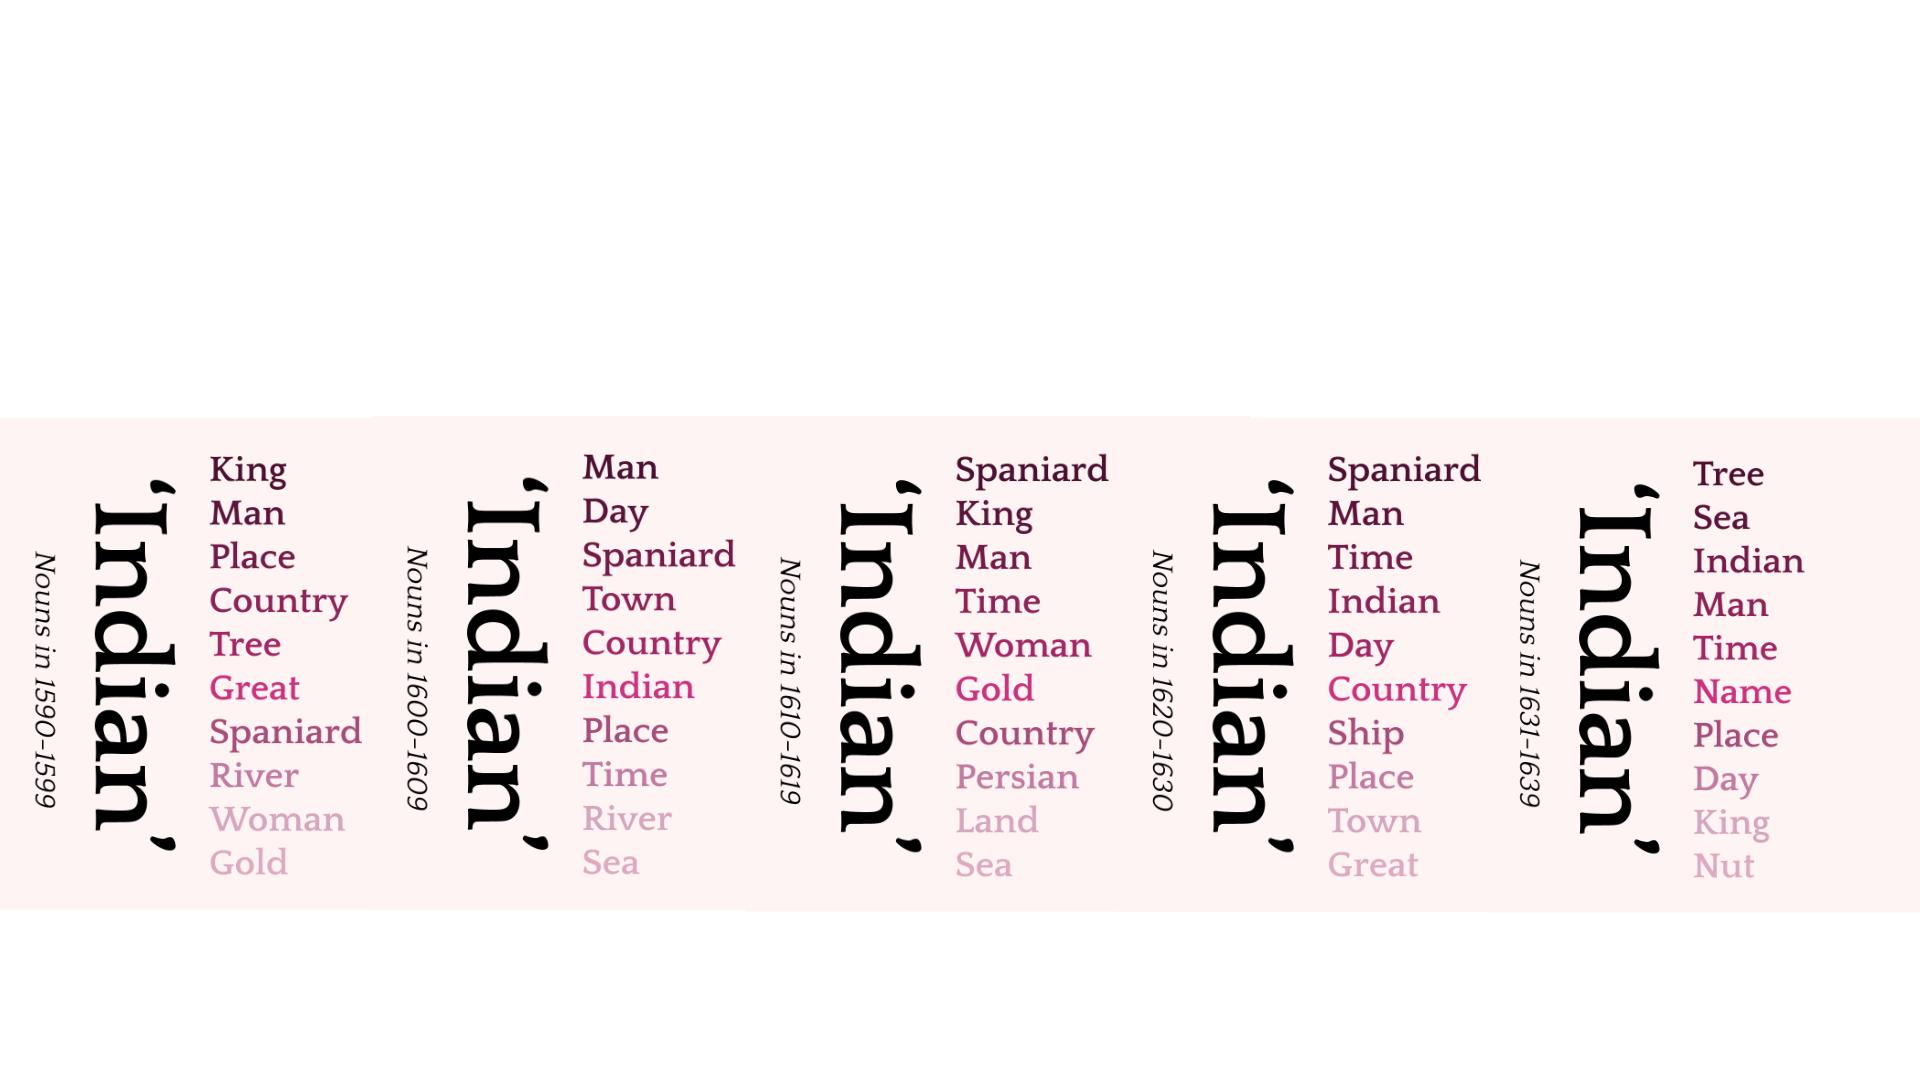 Nouns in 1590-1599
‘Indian’
King
Man
Place
Country
Tree
Great
Spaniard
River
Woman
Gold
Nouns in 1600-1609
‘Indian’
Man
Day
Spaniard
Town
Country
Indian
Place
Time
River
Sea
Nouns in 1610-1619
‘Indian’
Spaniard
King
Man
Time
Woman
Gold
Country
Persian
Land
Sea
Nouns in 1620-1630
‘Indian’
Spaniard
Man
Time
Indian
Day
Country
Ship
Place
Town
Great
Nouns in 1631-1639
‘Indian’
Tree
Sea
Indian
Man
Time
Name
Place
Day
King
Nut